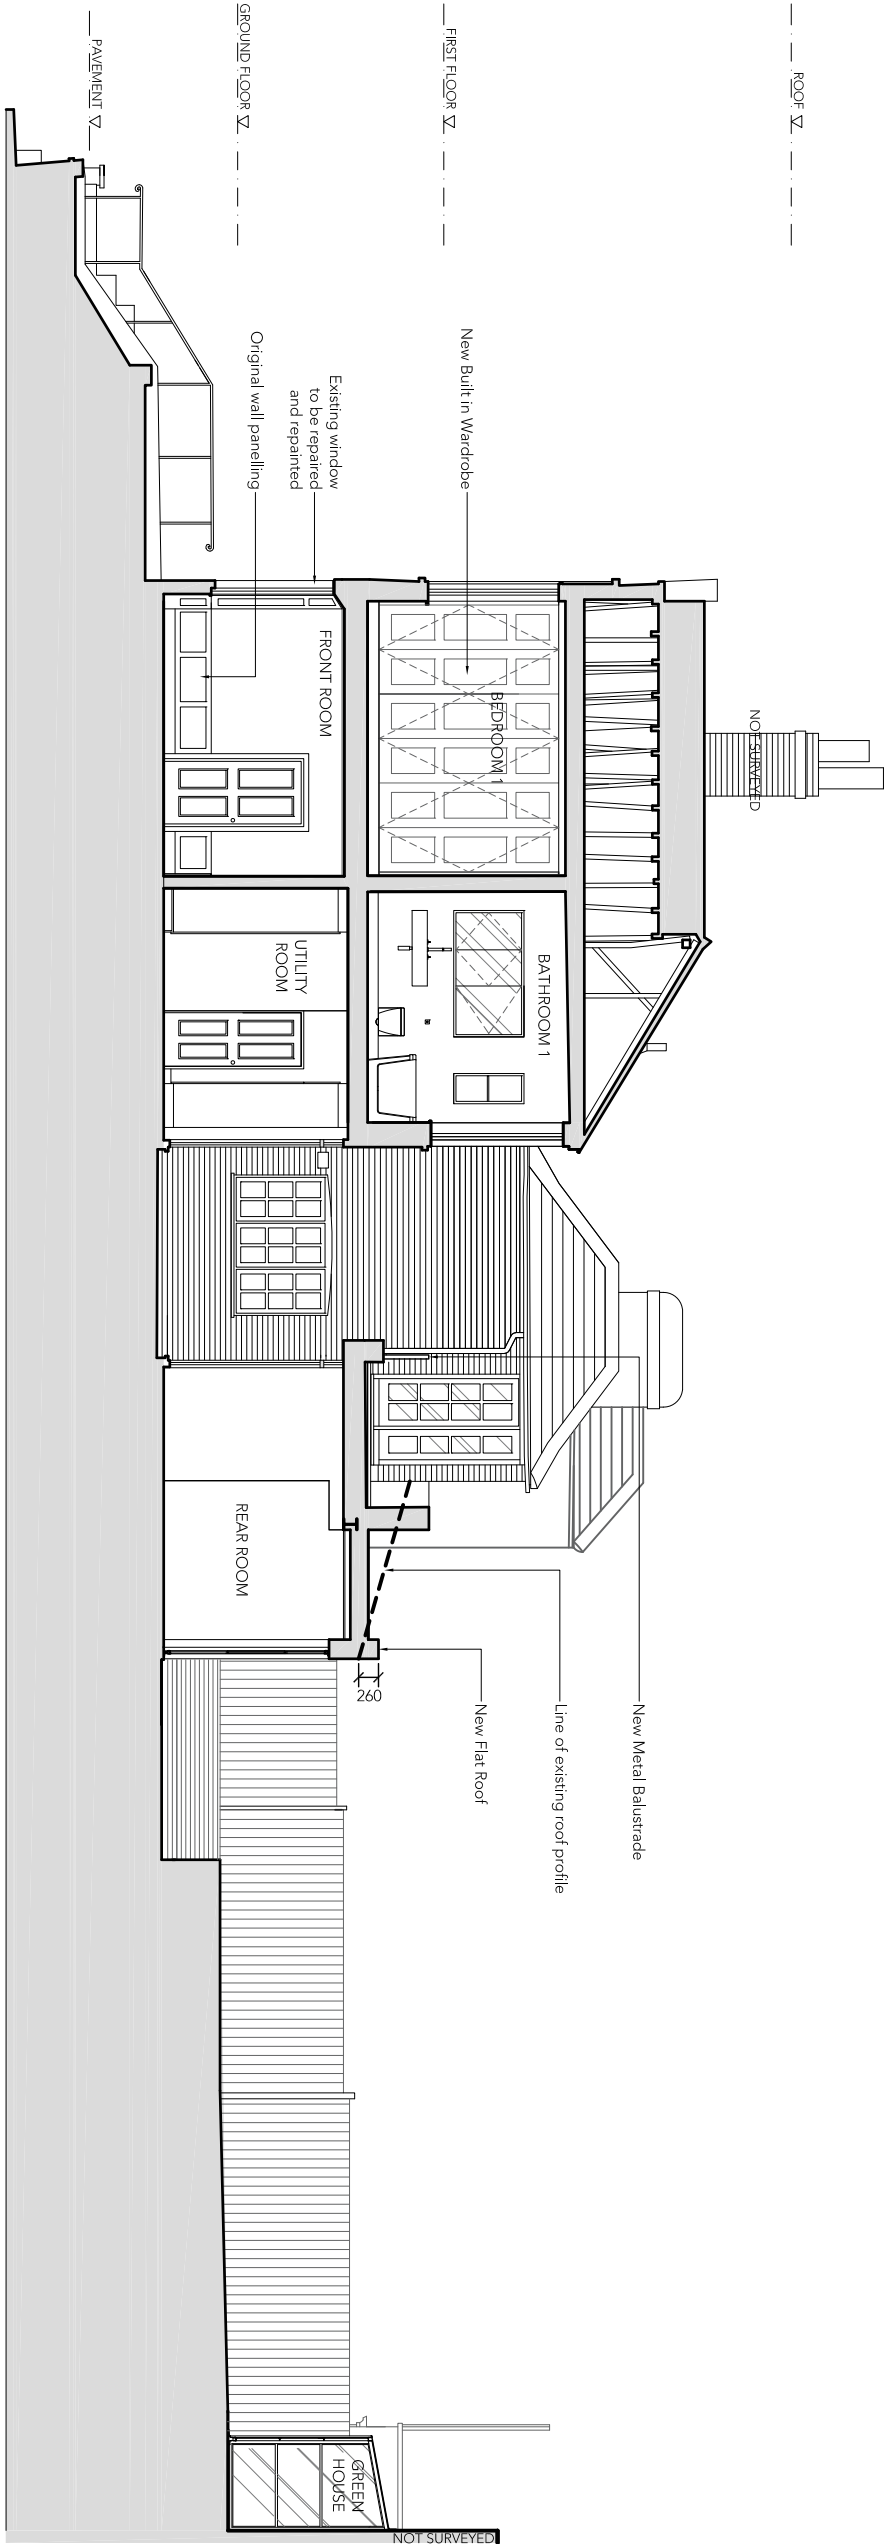 ROOF
FIRST FLOOR
GROUND FLOOR
PAVEMENT
NOT SURVEYED
New Built in Wardrobe
Existing window
to be repaired
and repainted
Original wall panelling
BEDROOM 1
BATHROOM 1
FRONT ROOM
UTILITY
ROOM
REAR ROOM
New Metal Balustrade
Line of existing roof profile
New Flat Roof
260
GREEN
HOUSE
NOT SURVEYED